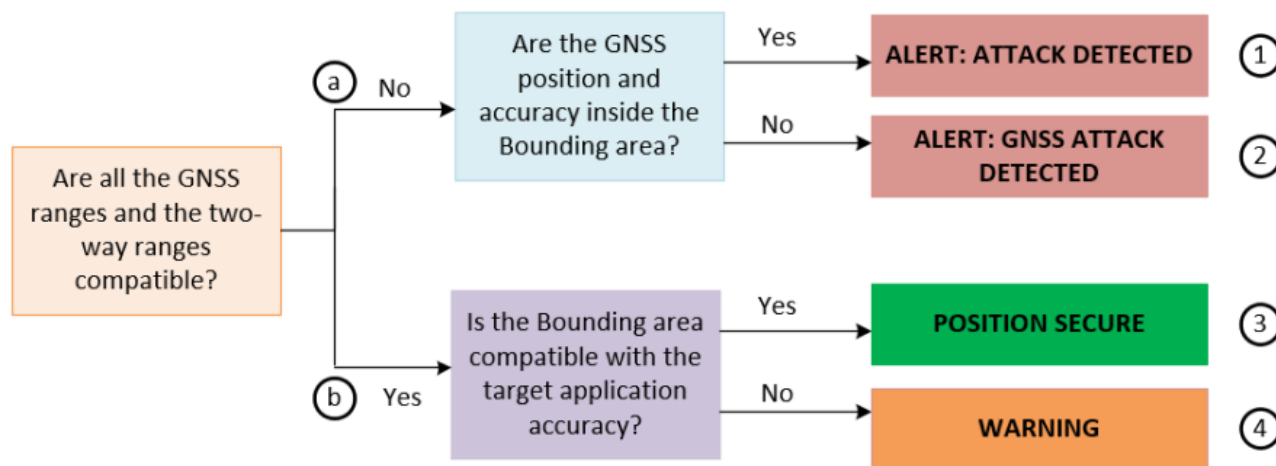 Are all the GNSS
ranges and the two-
way ranges
compatible?
a
No
Are the GNSS
position and
accuracy inside the
Bounding area?
Yes
ALERT: ATTACK DETECTED
1
No
ALERT: GNSS ATTACK
DETECTED
2
b
Yes
Is the Bounding area
compatible with the
target application
accuracy?
Yes
POSITION SECURE
3
No
WARNING
4